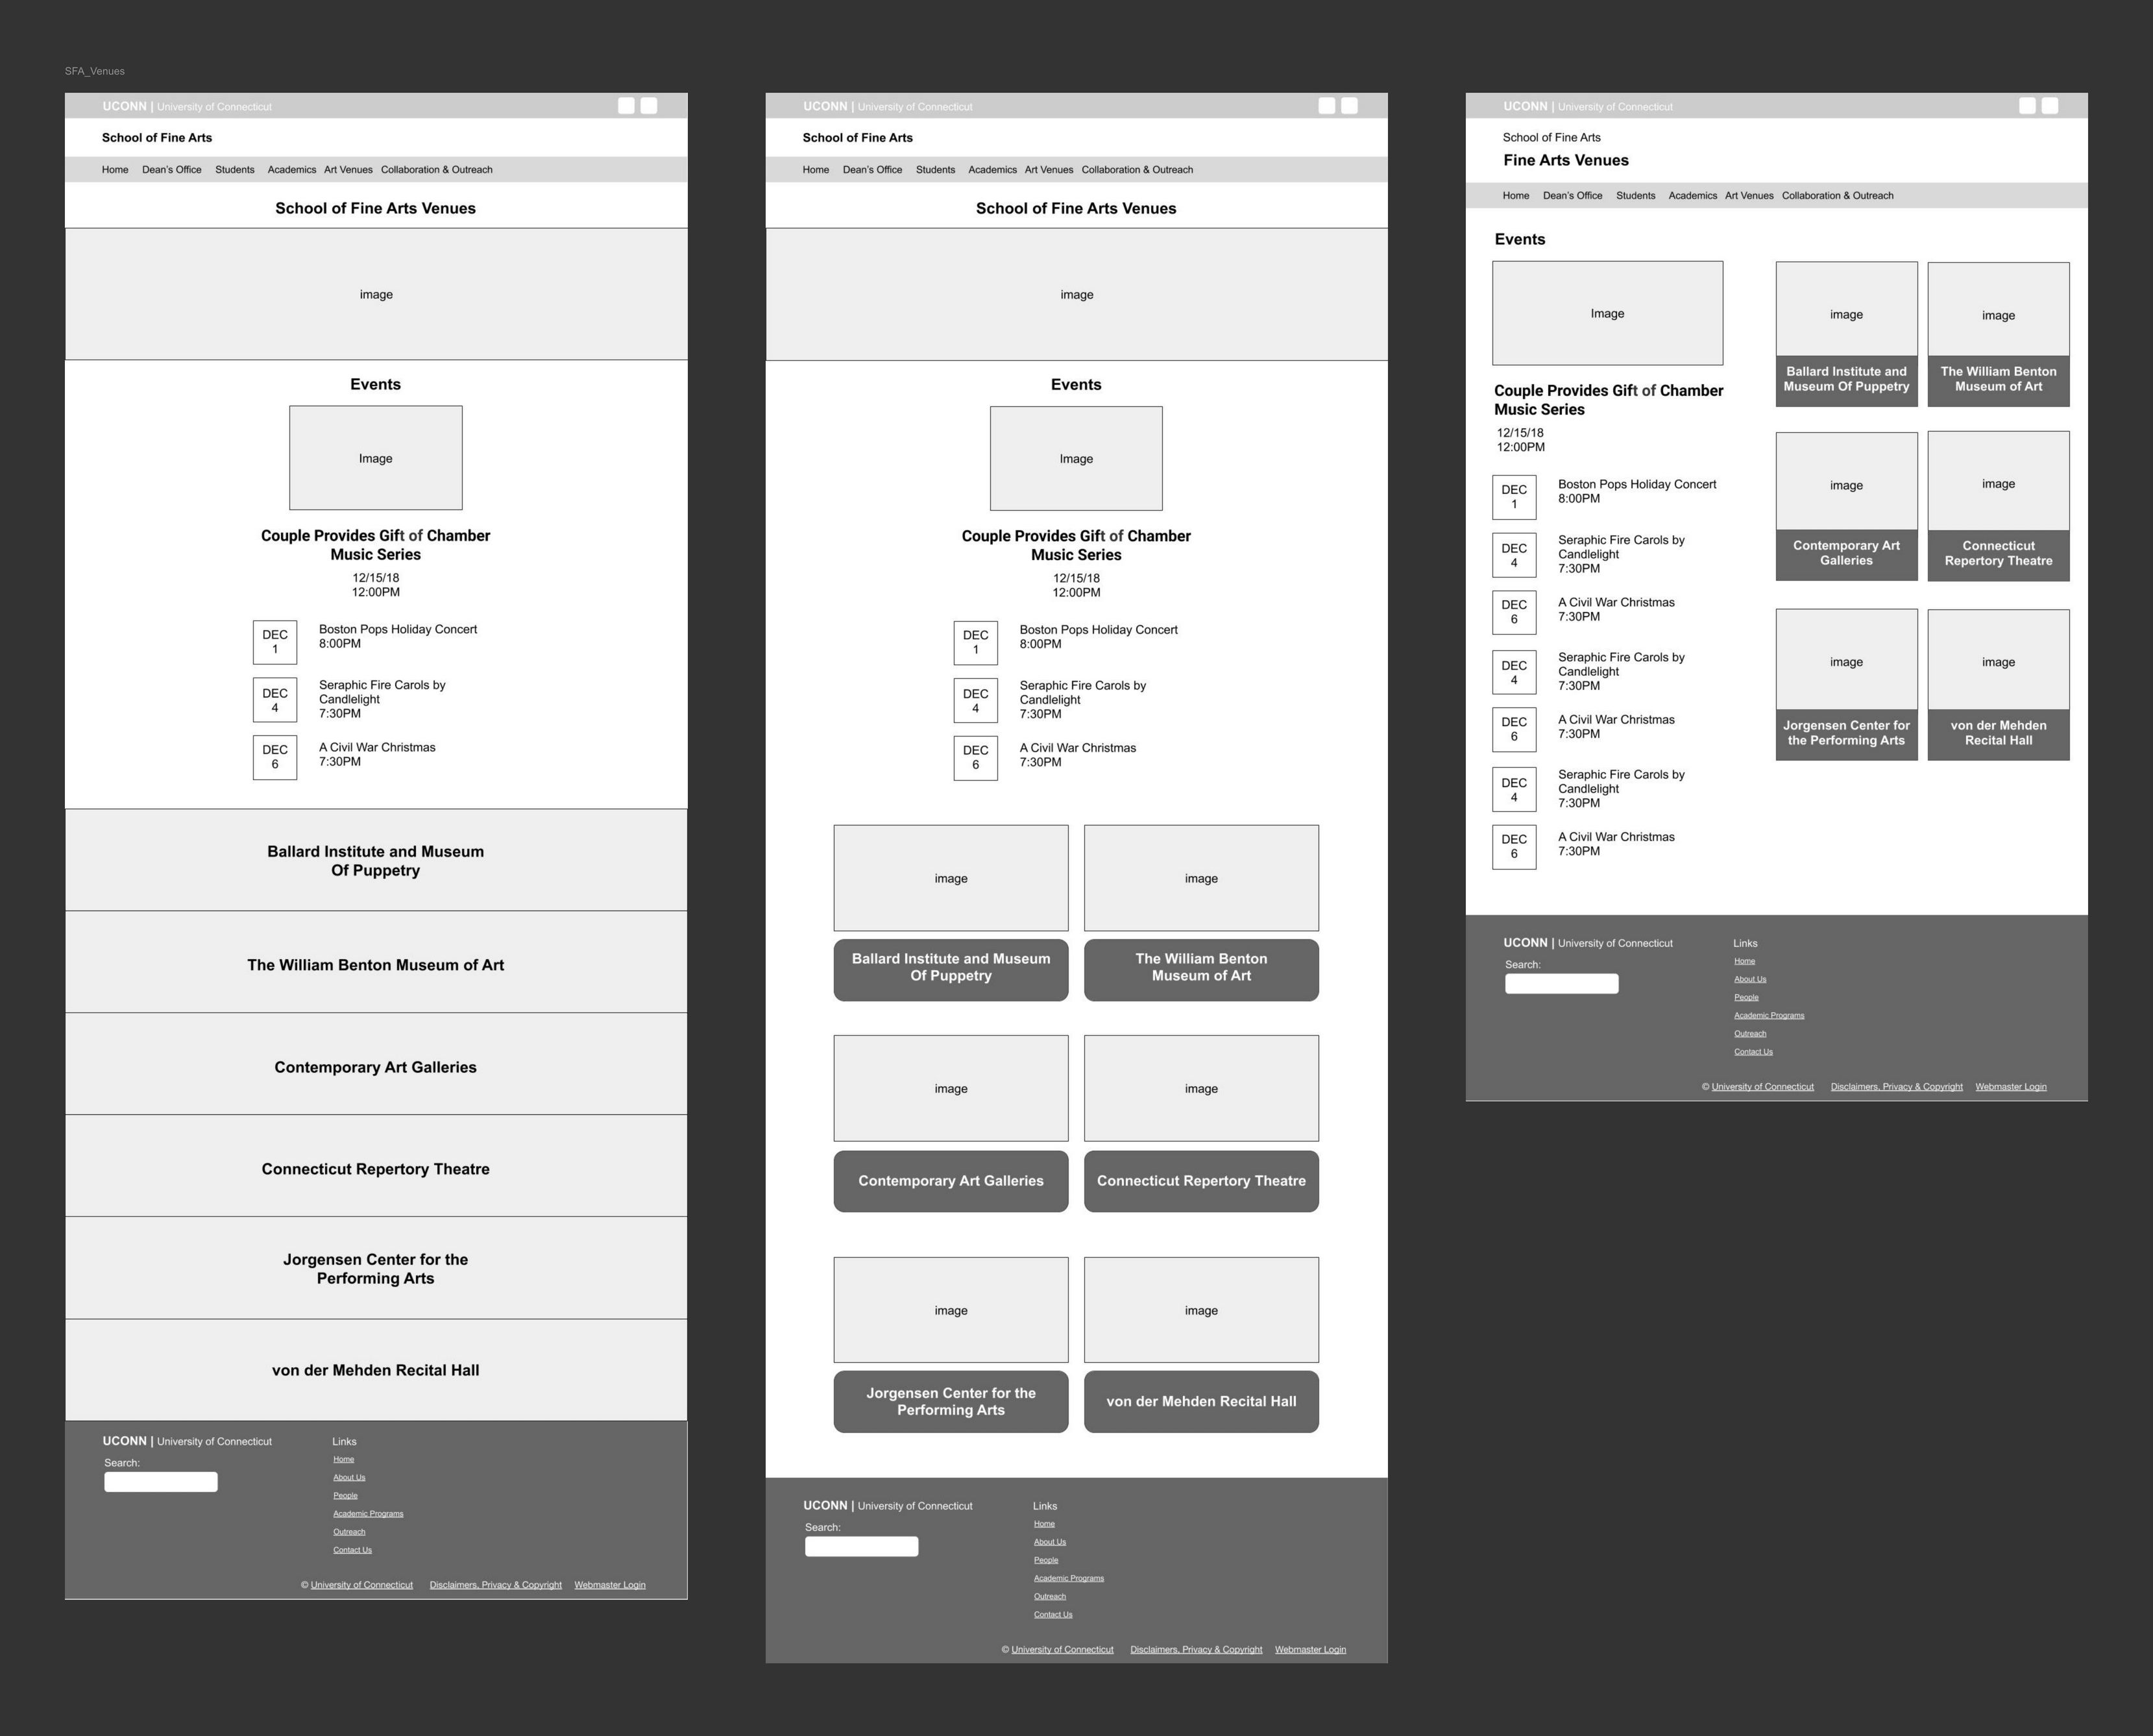 SFA_Venues
UCONN | University of Connecticut
School of Fine Arts
Home Dean's Office Students Academics Art Venues Collaboration & Outreach
School of Fine Arts Venues
image
Events
Image
Couple Provides Gift of Chamber
Music Series
12/15/18
12:00PM
DEC
1
Boston Pops Holiday Concert
8:00PM
DEC
4
Seraphic Fire Carols by
Candlelight
7:30PM
DEC
6
A Civil War Christmas
7:30PM
Ballard Institute and Museum
Of Puppetry
The William Benton Museum of Art
Contemporary Art Galleries
Connecticut Repertory Theatre
Jorgensen Center for the
Performing Arts
von der Mehden Recital Hall
UCONN | University of Connecticut
Search:
Links
Home
About Us
People
Academic Programs
Outreach
Contact Us
© University of Connecticut Disclaimers, Privacy & Copyright Webmaster Login
UCONN | University of Connecticut
School of Fine Arts
Home Dean's Office Students Academics Art Venues Collaboration & Outreach
School of Fine Arts Venues
image
Events
Image
Couple Provides Gift of Chamber
Music Series
12/15/18
12:00PM
DEC
1
Boston Pops Holiday Concert
8:00PM
DEC
4
Seraphic Fire Carols by
Candlelight
7:30PM
DEC
6
A Civil War Christmas
7:30PM
image
Ballard Institute and Museum
Of Puppetry
image
The William Benton
Museum of Art
image
Contemporary Art Galleries
image
Connecticut Repertory Theatre
image
Jorgensen Center for the
Performing Arts
image
von der Mehden Recital Hall
UCONN | University of Connecticut
Search:
Links
Home
About Us
People
Academic Programs
Outreach
Contact Us
© University of Connecticut Disclaimers, Privacy & Copyright Webmaster Login
UCONN | University of Connecticut
School of Fine Arts
Fine Arts Venues
Home Dean's Office Students Academics Art Venues Collaboration & Outreach
Events
Image
Couple Provides Gift of Chamber
Music Series
12/15/18
12:00PM
DEC
1
Boston Pops Holiday Concert
8:00PM
DEC
4
Seraphic Fire Carols by
Candlelight
7:30PM
DEC
6
A Civil War Christmas
7:30PM
DEC
4
Seraphic Fire Carols by
Candlelight
7:30PM
DEC
6
A Civil War Christmas
7:30PM
DEC
4
Seraphic Fire Carols by
Candlelight
7:30PM
DEC
6
A Civil War Christmas
7:30PM
image
Ballard Institute and
Museum Of Puppetry
image
The William Benton
Museum of Art
image
Contemporary Art
Galleries
image
Connecticut
Repertory Theatre
image
Jorgensen Center for
the Performing Arts
image
von der Mehden
Recital Hall
UCONN | University of Connecticut
Search:
Links
Home
About Us
People
Academic Programs
Outreach
Contact Us
© University of Connecticut Disclaimers, Privacy & Copyright Webmaster Login